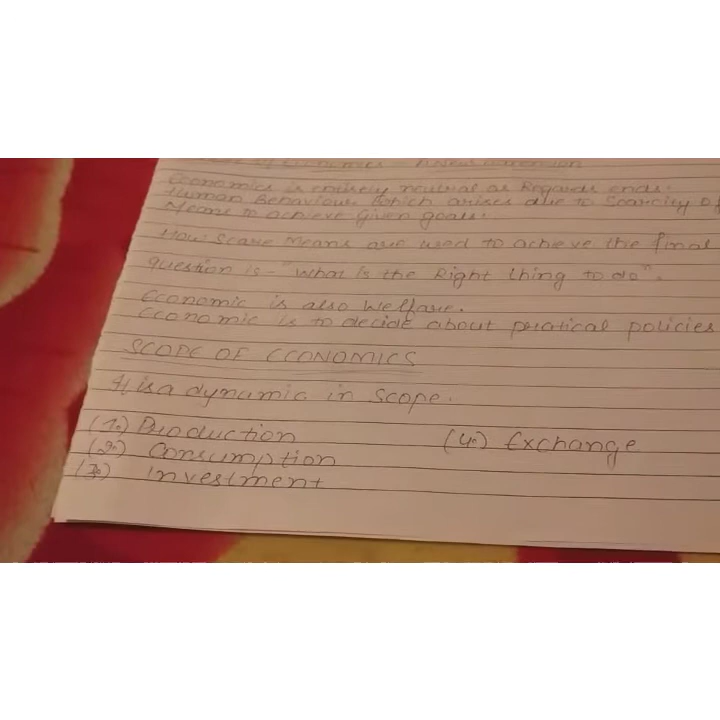 Economics is entirely neutral as Regards ends.
Human Behaviour which arises due to Scarcity of
Means to achieve Given goals.
How Scare Means are used to achieve the final
question is - "What Is the Right thing to do".
Economic is also Welfare.
Economic is to decide about pratical policies
SCOPE OF ECONOMICS
It is a dynamic in scope.
(1.) Production
(4.) Exchange
(2.) Consumption
(3.) Investment